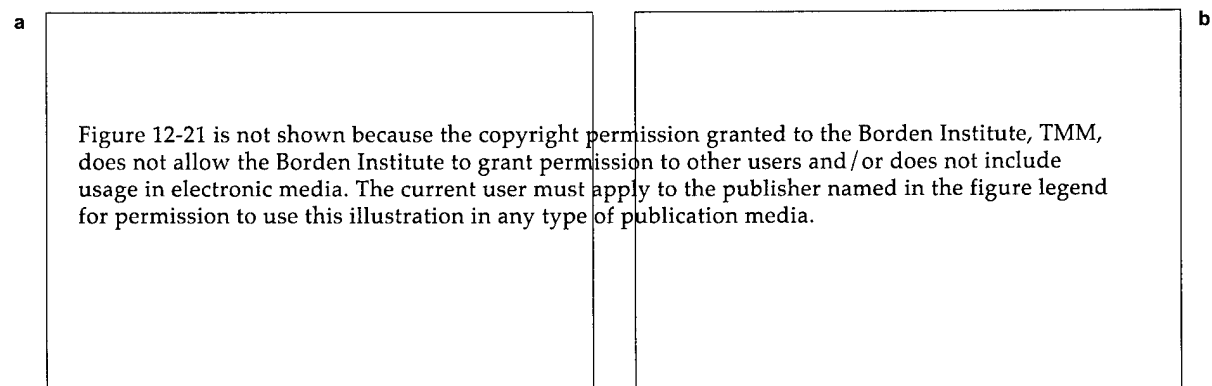 a
b
Figure 12-21 is not shown because the copyright permission granted to the Borden Institute, TMM,
does not allow the Borden Institute to grant permission to other users and/or does not include
usage in electronic media. The current user must apply to the publisher named in the figure legend
for permission to use this illustration in any type of publication media.